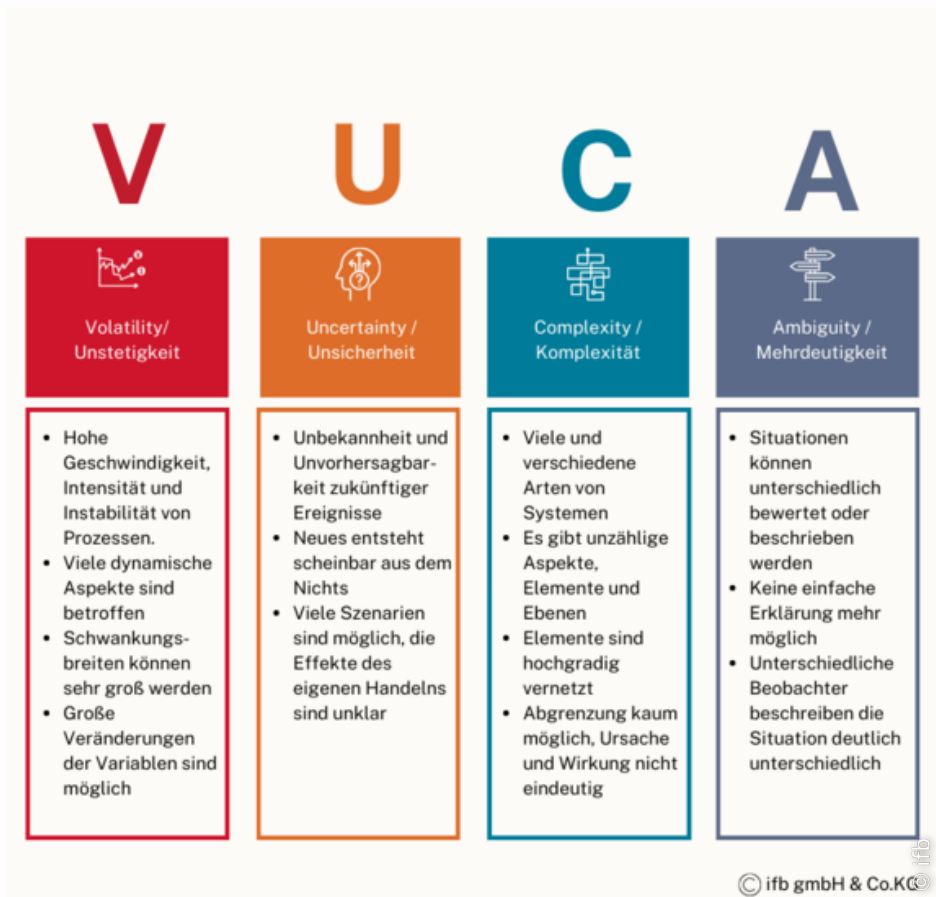 V
U
C
A
Volatility/
Unstetigkeit
Uncertainty /
Unsicherheit
Complexity /
Komplexität
Ambiguity /
Mehrdeutigkeit
• Hohe
Geschwindigkeit,
Intensität und
Instabilität von
Prozessen.
• Viele dynamische
Aspekte sind
betroffen
• Schwankungs-
breiten können
sehr groß werden
• Große
Veränderungen
der Variablen sind
möglich
• Unbekannheit und
Unvorhersagbar-
keit zukünftiger
Ereignisse
• Neues entsteht
scheinbar aus dem
Nichts
• Viele Szenarien
sind möglich, die
Effekte des
eigenen Handelns
sind unklar
• Viele und
verschiedene
Arten von
Systemen
• Es gibt unzählige
Aspekte,
Elemente und
Ebenen
• Elemente sind
hochgradig
vernetzt
• Abgrenzung kaum
möglich, Ursache
und Wirkung nicht
eindeutig
• Situationen
können
unterschiedlich
bewertet oder
beschrieben
werden
• Keine einfache
Erklärung mehr
möglich
• Unterschiedliche
Beobachter
beschreiben die
Situation deutlich
unterschiedlich
© ifb gmbH & Co.KG
© ifb